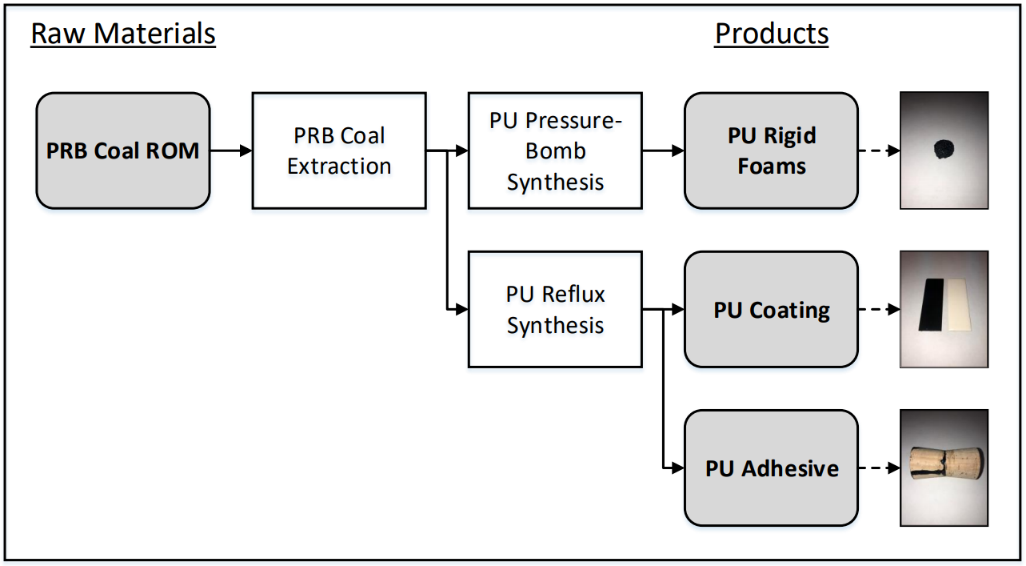 Raw Materials
Products
PRB Coal ROM
PRB Coal
Extraction
PU Pressure-
Bomb
Synthesis
PU Rigid
Foams
PU Reflux
Synthesis
PU Coating
PU Adhesive